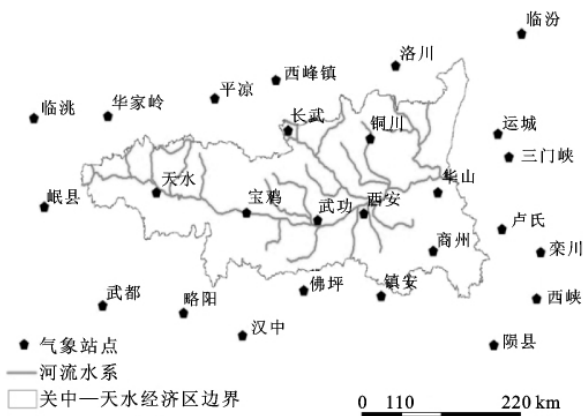 临汾
洛川
西峰镇
平凉
华家岭
临洮
长武
铜川
运城
三门峡
天水
华山
岷县
宝鸡
武功
西安
卢氏
商州
栾川
武都
略阳
佛坪
镇安
西峡
汉中
郧县
气象站点
河流水系
关中—天水经济区边界
0 110 220 km